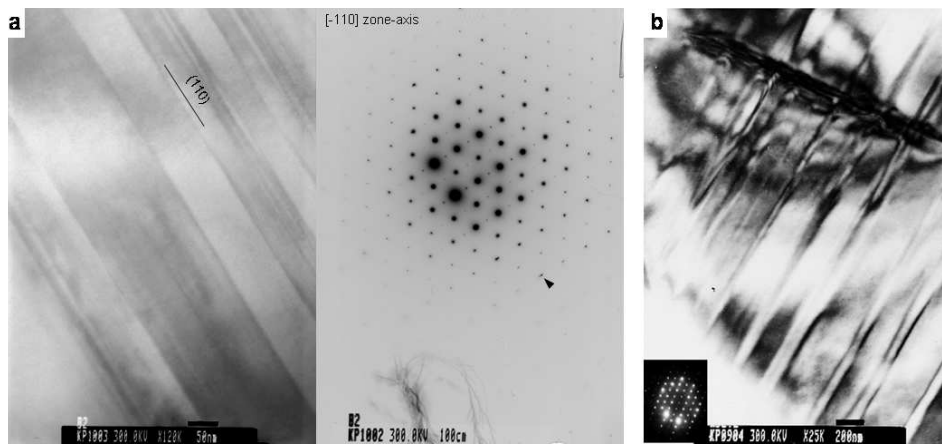 a
(110)
B2
KP1003 300.0KV X120K 50nm
[-110] zone-axis
B2
KP1002 300.0KV 100cm
b
KP0904 300.0KV X25K 200nm